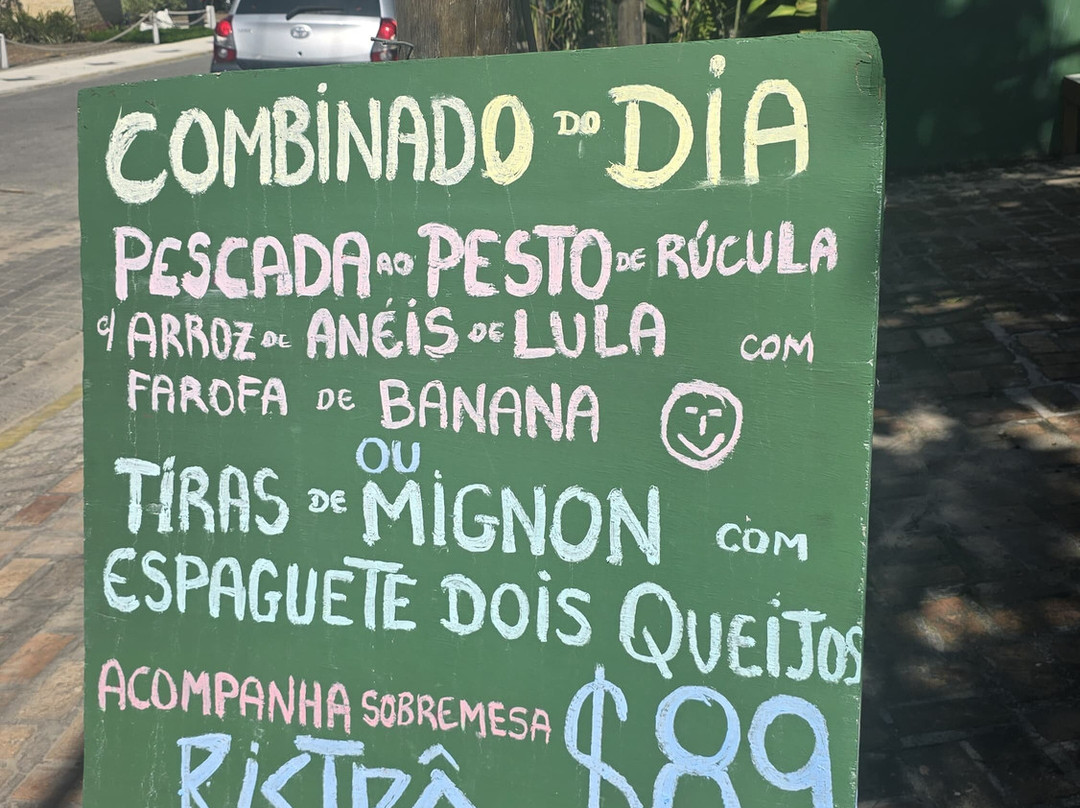 COMBINADO DO DIA
PESCADA AO PESTO DE RÚCULA
C/ ARROZ DE ANÉIS DE LULA COM
FAROFA DE BANANA
OU
TIRAS DE MIGNON COM
ESPAGUETE DOIS QUEIJOS
ACOMPANHA SOBREMESA $89